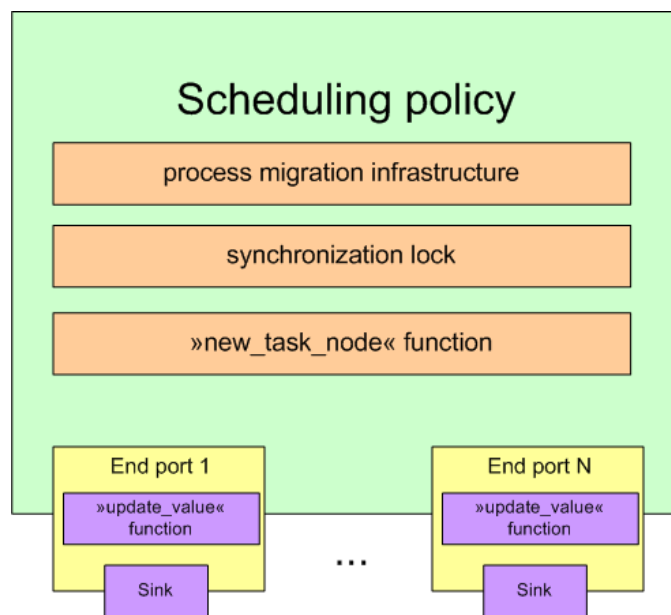 Scheduling policy
process migration infrastructure
synchronization lock
»new_task_node« function
End port 1
»update_value«
function
Sink
...
End port N
»update_value«
function
Sink